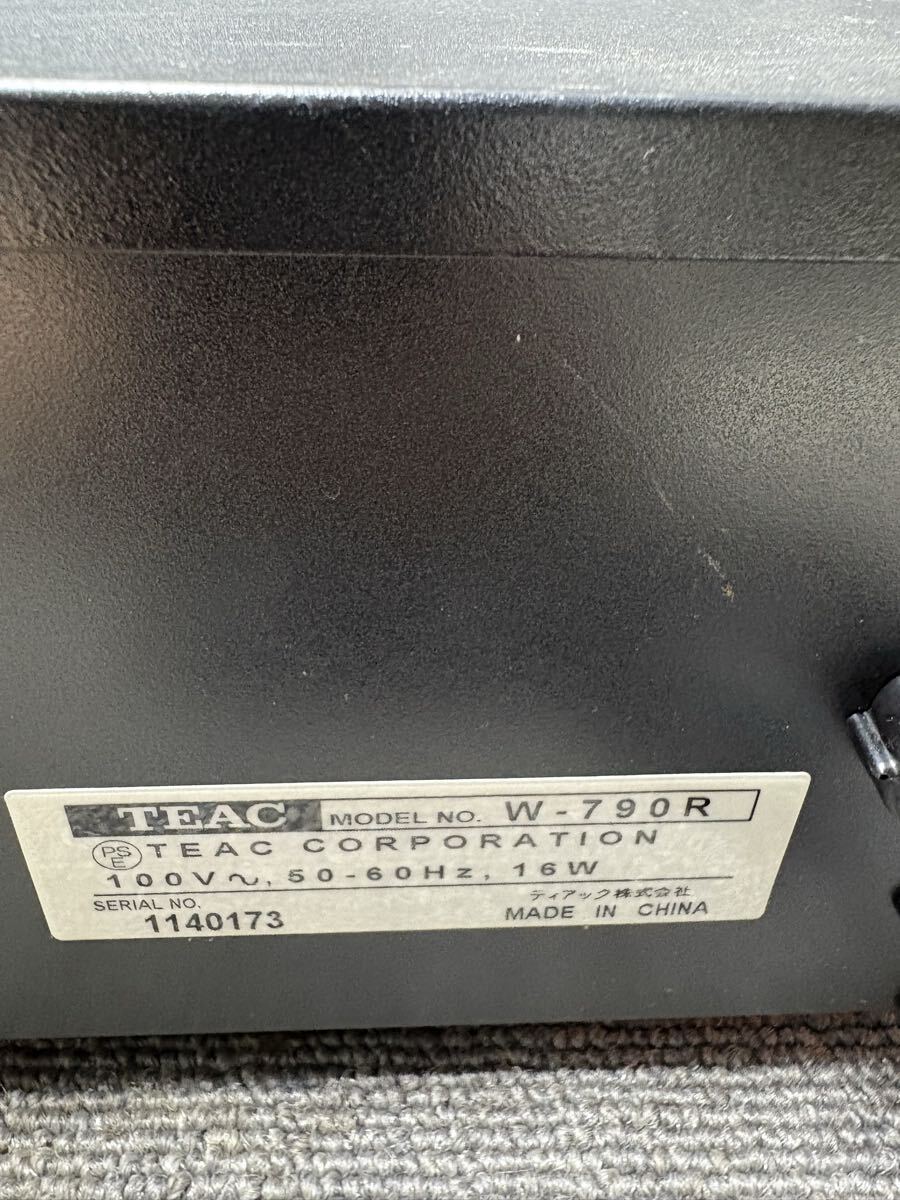 TEAC MODEL NO. W-790R
PSE TEAC CORPORATION
100V～, 50-60Hz, 16W
SERIAL NO. ティアック株式会社
1140173 MADE IN CHINA